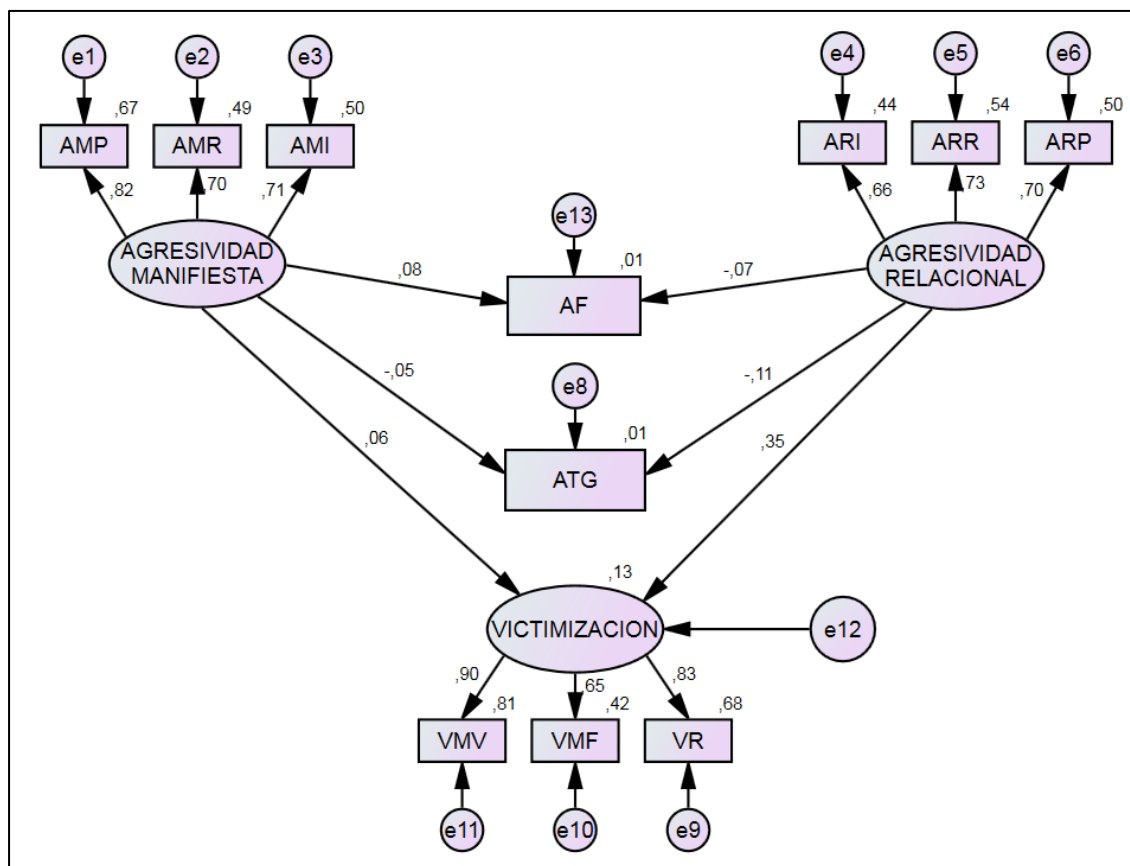 e1 e2 e3 e4 e5 e6
,67 ,49 ,50 ,44 ,54 ,50
AMP AMR AMI ARI ARR ARP
,82 ,70 ,71 ,66 ,73 ,70
e13
AGRESIVIDAD
MANIFIESTA
AGRESIVIDAD
RELACIONAL
,08 ,01 -,07
AF
-,05 e8 -,11
,06 ,01 ,35
ATG
,13
VICTIMIZACION e12
,90 ,65 ,83
,81 ,42 ,68
VMV VMF VR
e11 e10 e9